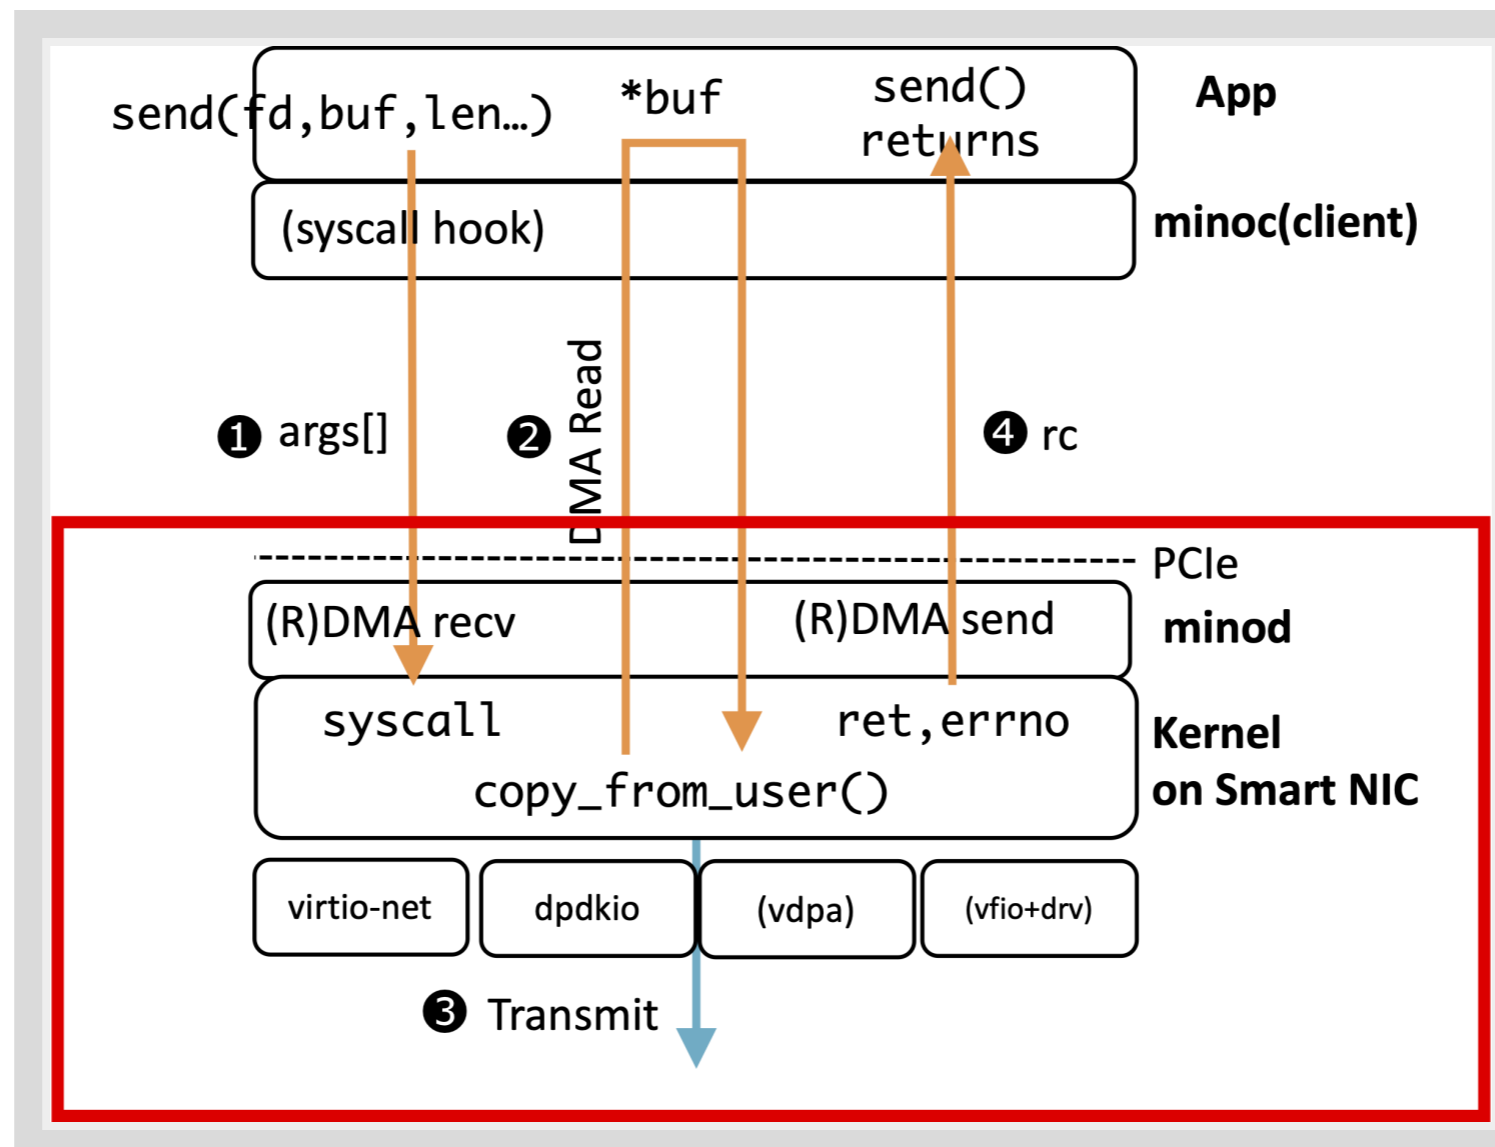 send(fd,buf,len…)
*buf
send()
returns
App
(syscall hook)
minoc(client)
❶ args[]
❷
DMA Read
❹ rc
PCIe
(R)DMA recv
(R)DMA send
minod
syscall
ret,errno
copy_from_user()
Kernel
on Smart NIC
virtio-net
dpdkio
(vdpa)
(vfio+drv)
❸ Transmit